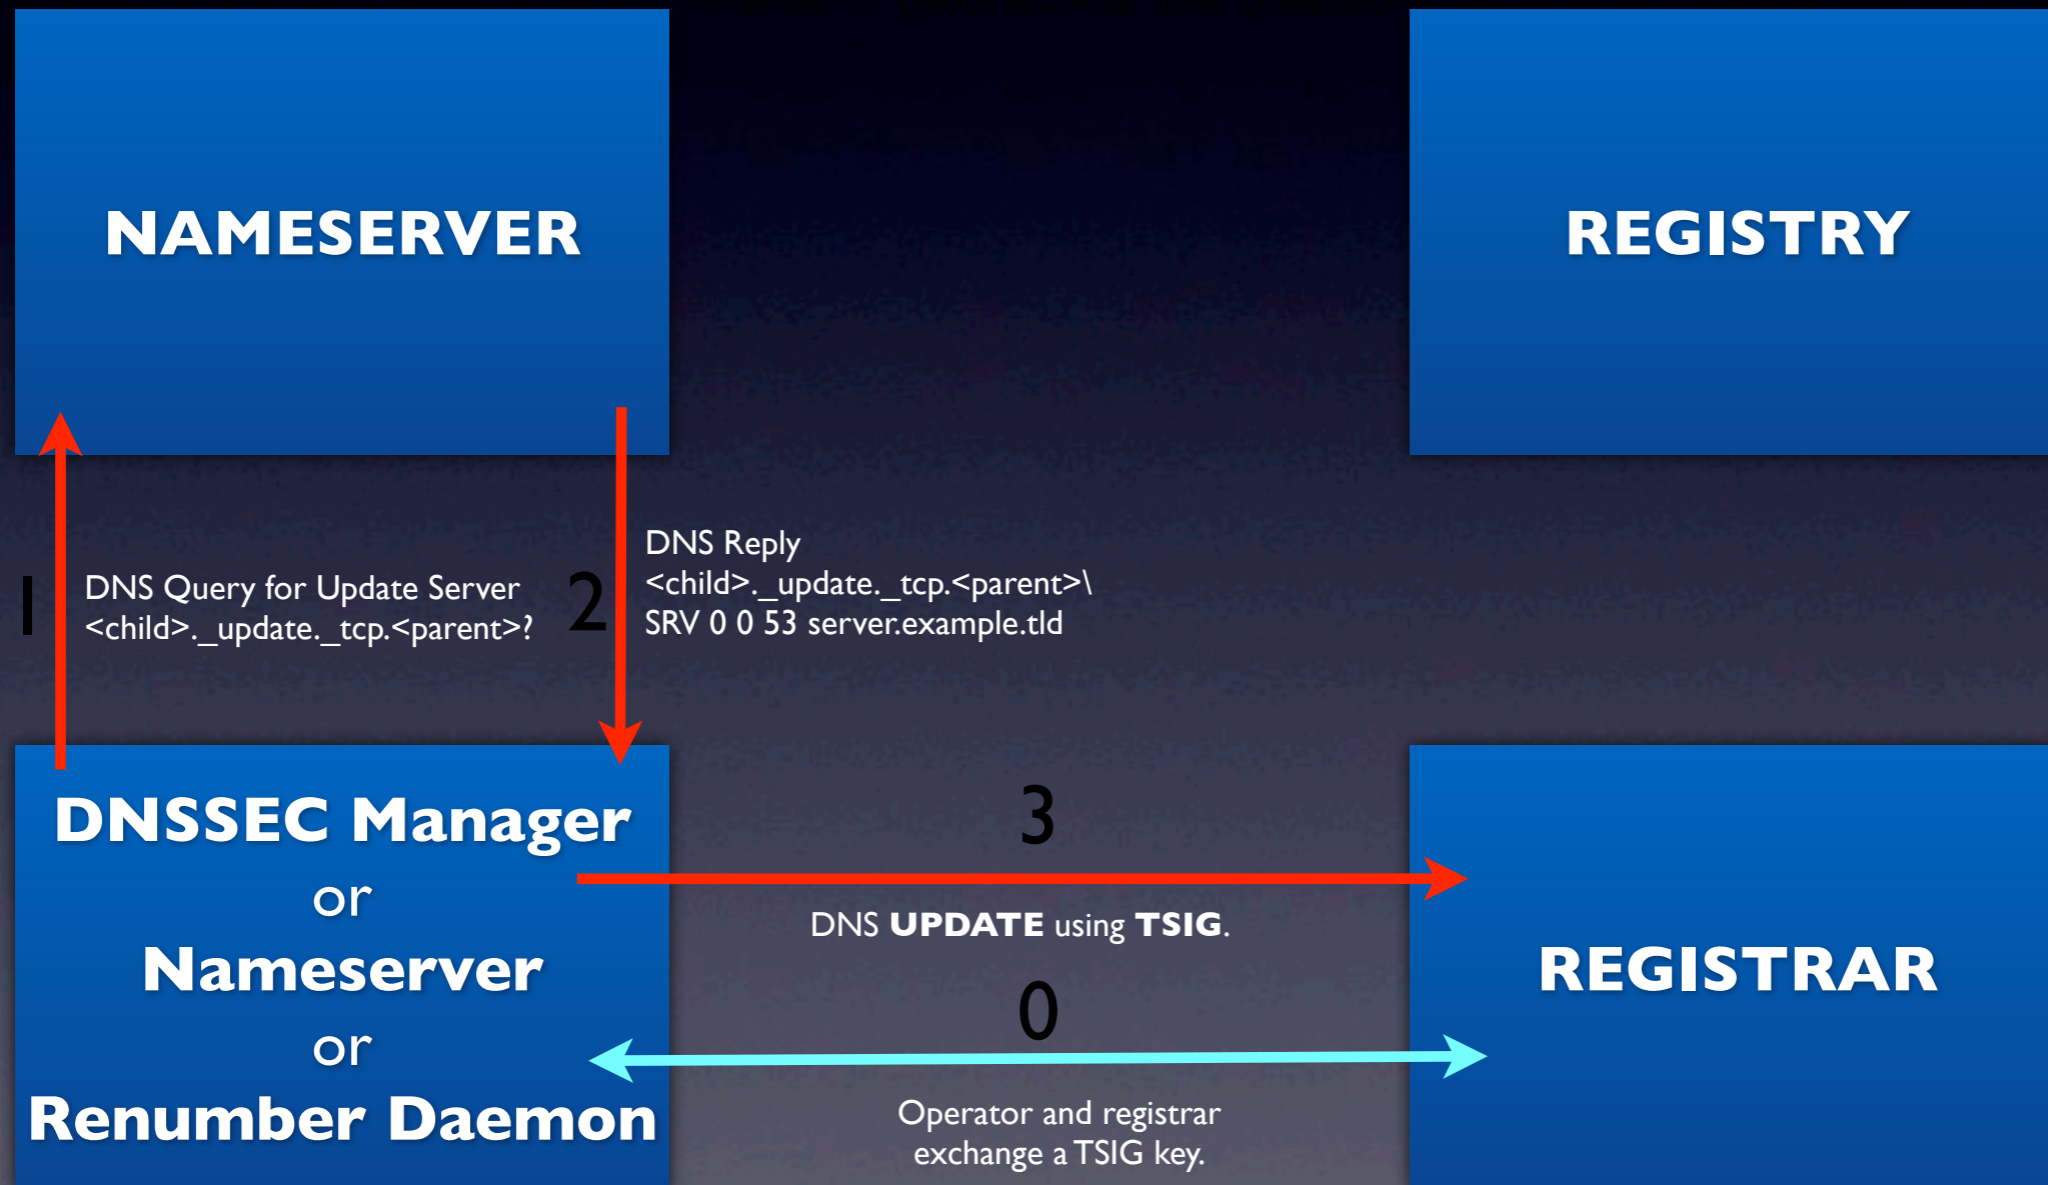 NAMESERVER
REGISTRY
1
DNS Query for Update Server
<child>._update._tcp.<parent>?
2
DNS Reply
<child>._update._tcp.<parent>\
SRV 0 0 53 server.example.tld
DNSSEC Manager
or
Nameserver
or
Renumber Daemon
3
DNS UPDATE using TSIG.
0
Operator and registrar
exchange a TSIG key.
REGISTRAR